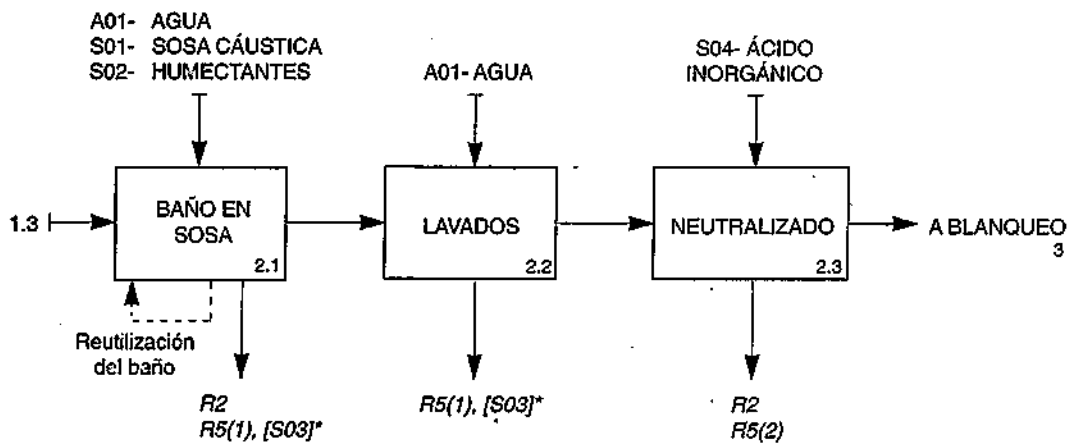 A01- AGUA
S01- SOSA CÁUSTICA
S02- HUMECTANTES
A01- AGUA
S04- ÁCIDO
INORGÁNICO
1.3
BAÑO EN
SOSA
2.1
LAVADOS
2.2
NEUTRALIZADO
2.3
A BLANQUEO
3
Reutilización
del baño
R2
R5(1), [S03]*
R5(1), [S03]*
R2
R5(2)